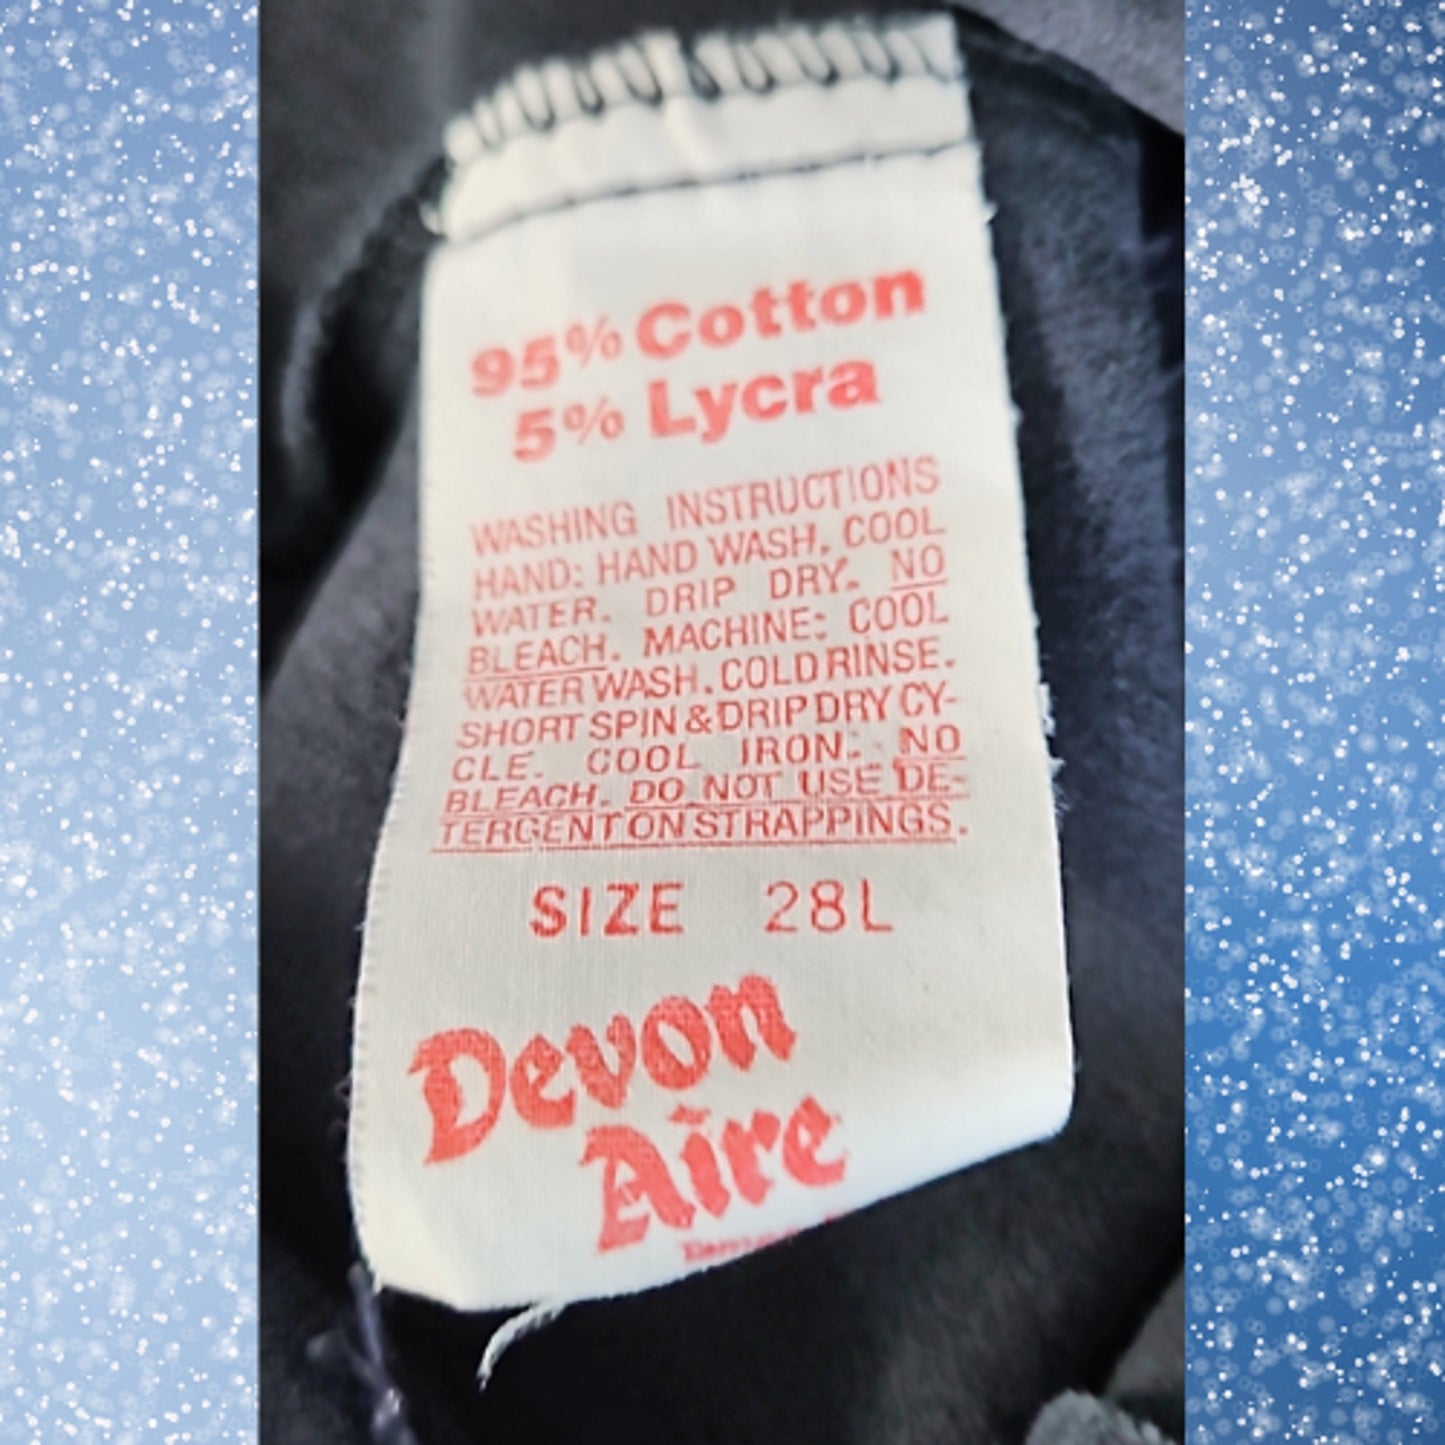 95% Cotton
5% Lycra
WASHING INSTRUCTIONS
HAND: HAND WASH, COOL
WATER. DRIP DRY. NO
BLEACH. MACHINE: COOL
WATER WASH. COLD RINSE.
SHORT SPIN & DRIP DRY CY-
CLE. COOL IRON. NO
BLEACH. DO NOT USE DE-
TERGENT ON STRAPPINGS.
SIZE 28L
Devon
Aire